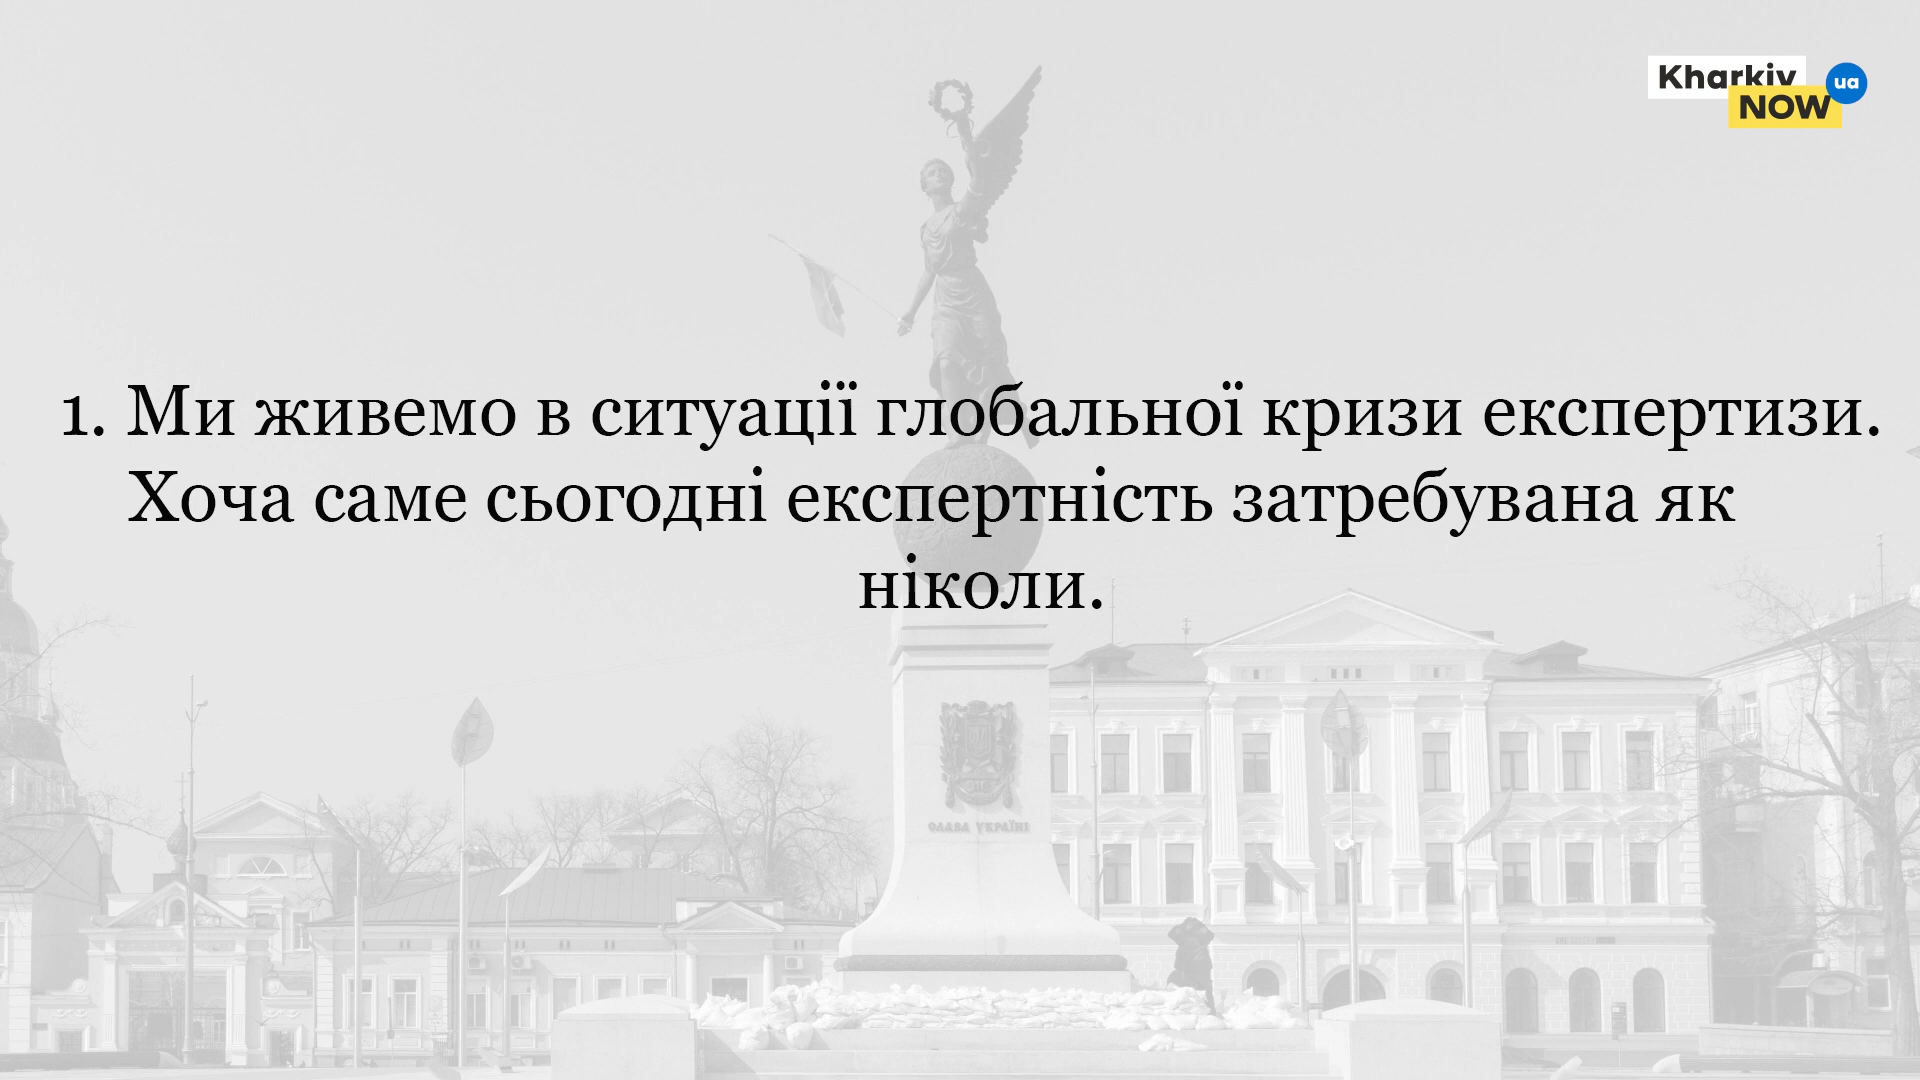 Kharkiv
NOW
ua
1. Ми живемо в ситуації глобальної кризи експертизи.
Хоча саме сьогодні експертність затребувана як
ніколи.
СЛАВА УКРАЇНІ